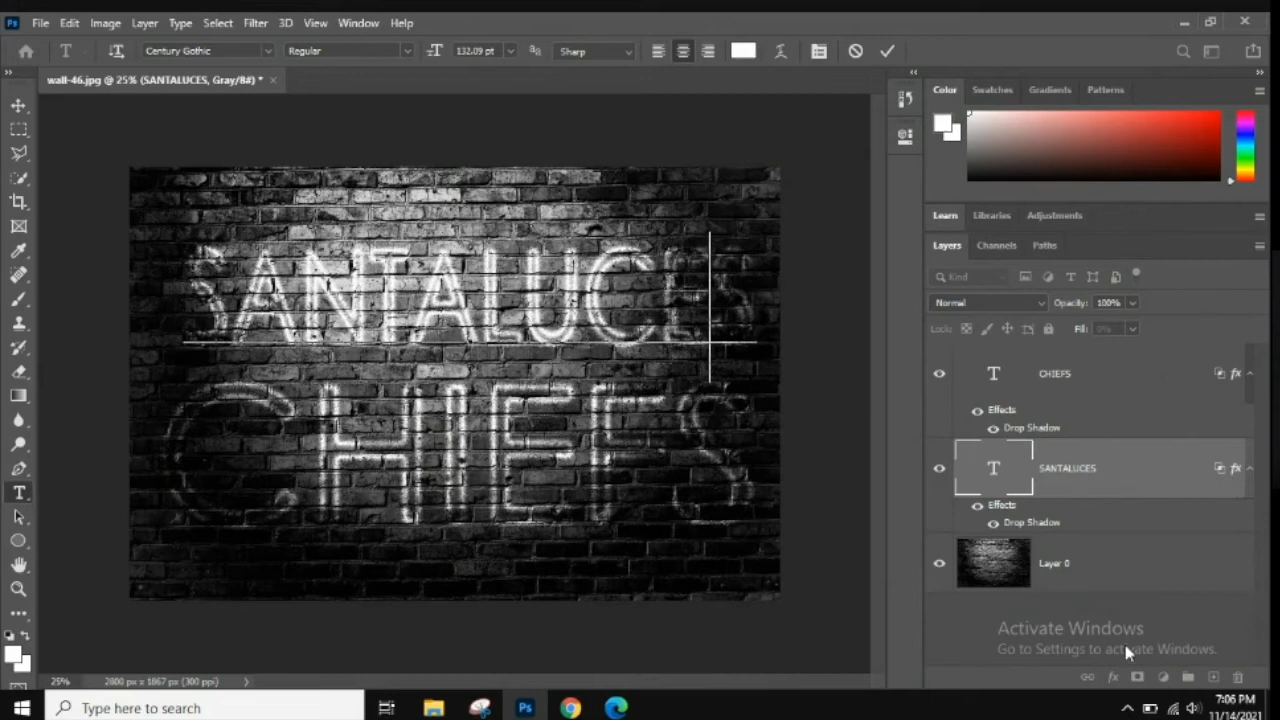 Ps File Edit Image Layer Type Select Filter 3D View Window Help
T Century Gothic Regular 132.09 pt Sharp
wall-46.jpg @ 25% (SANTALUCES, Gray/8#) * ×
Color Swatches Gradients Patterns
Learn Libraries Adjustments
Layers Channels Paths
Kind
Normal Opacity: 100%
Lock: Fill: 0%
SANTALUCES
CHIEFS
T CHIEFS fx
Effects
Drop Shadow
T SANTALUCES fx
Effects
Drop Shadow
Layer 0
Activate Windows
Go to Settings to activate Windows.
25% 2800 px x 1867 px (300 ppi)
Type here to search
7:06 PM
11/14/2021